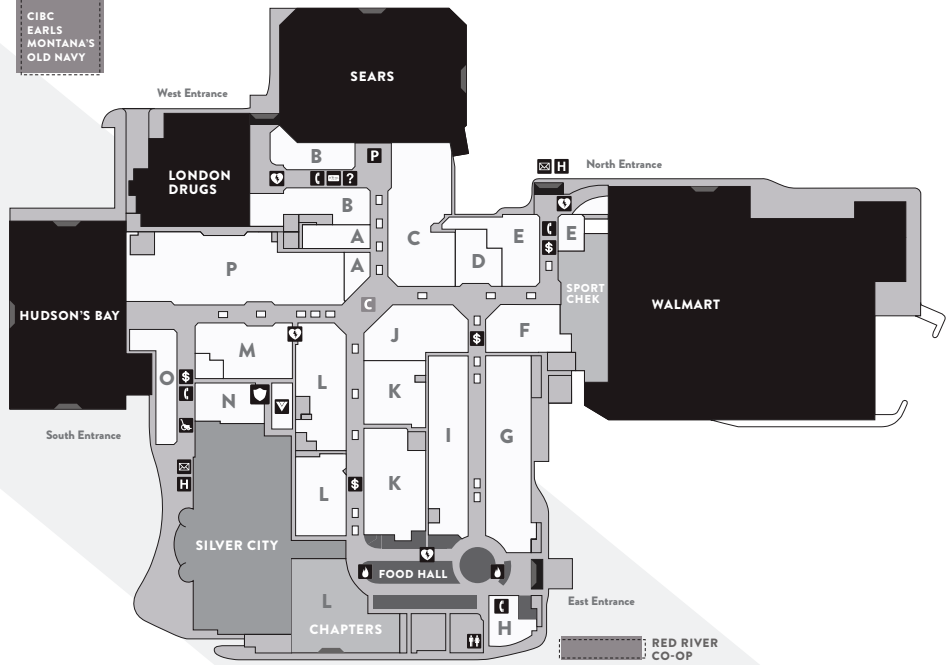 CIBC
EARLS
MONTANA'S
OLD NAVY
SEARS
West Entrance
B
P
H
North Entrance
LONDON
DRUGS
?
B
A
C
E
E
$
D
P
A
SPORT
CHEK
C
HUDSON'S BAY
WALMART
J
$
F
M
O
$
L
K
N
South Entrance
I
G
H
$
L
K
SILVER CITY
FOOD HALL
L
East Entrance
H
CHAPTERS
RED RIVER
CO-OP